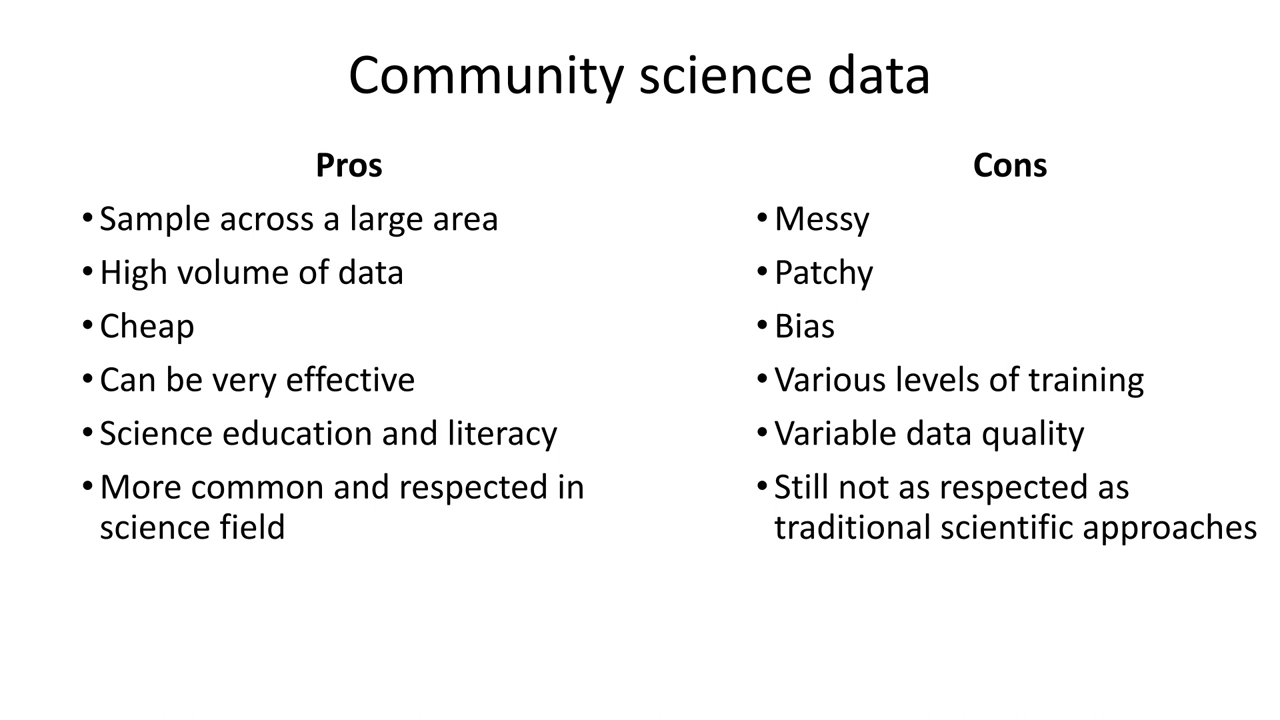 Community science data
Pros
• Sample across a large area
• High volume of data
• Cheap
• Can be very effective
• Science education and literacy
• More common and respected in
science field
Cons
• Messy
• Patchy
• Bias
• Various levels of training
• Variable data quality
• Still not as respected as
traditional scientific approaches